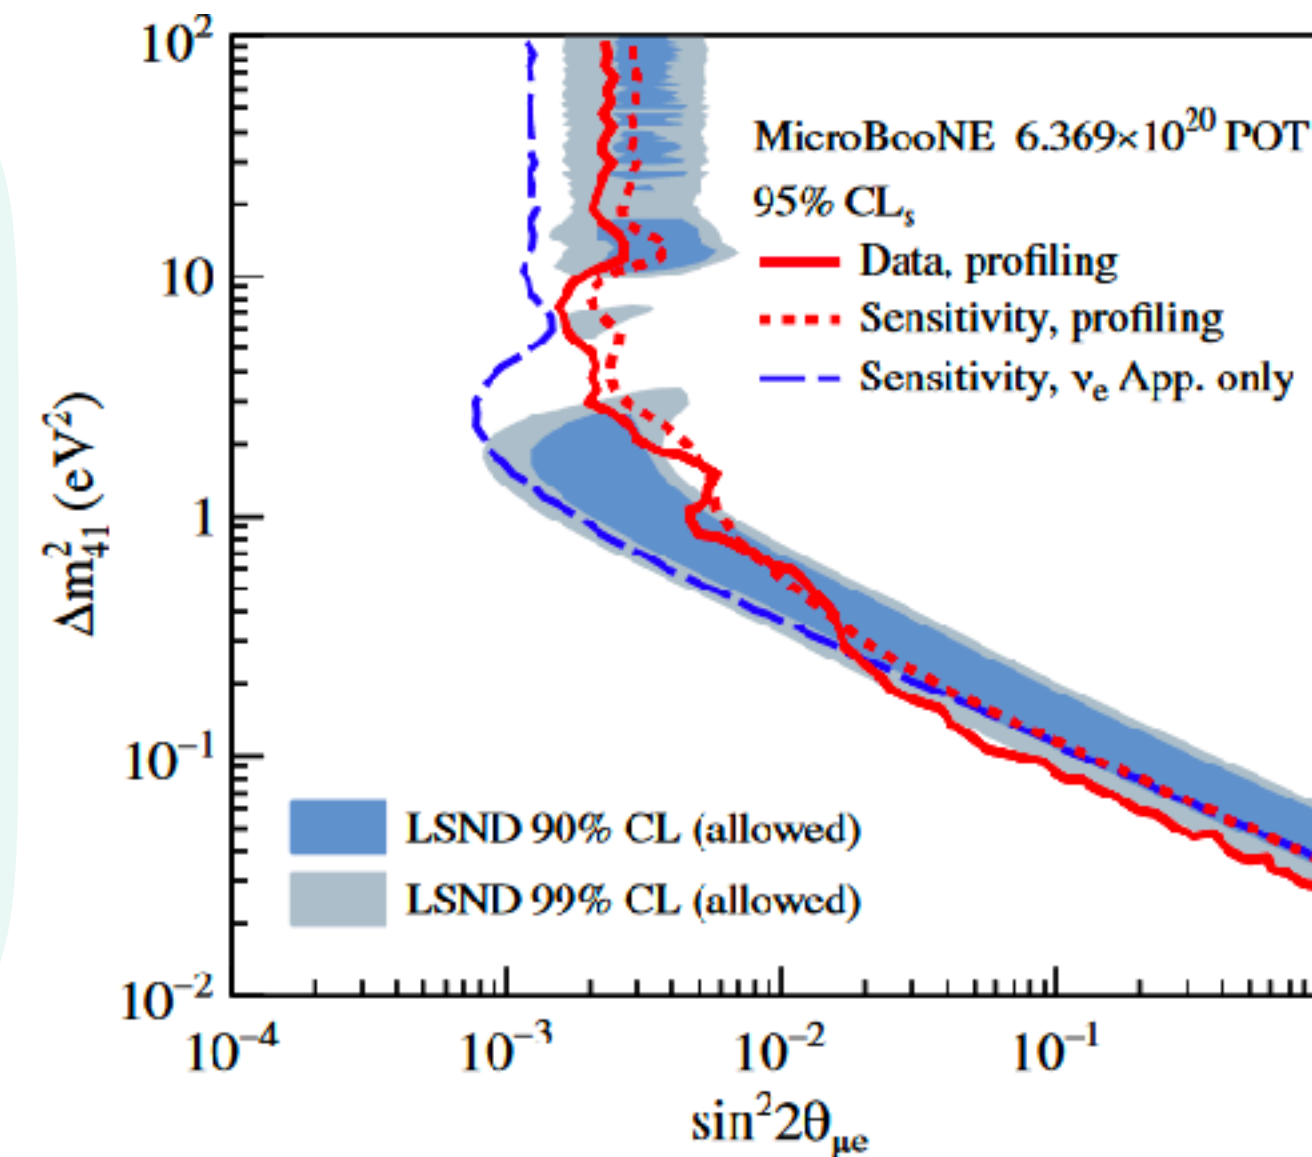 10²
10
1
10⁻¹
10⁻²
Δm²₄₁ (eV²)
MicroBooNE 6.369×10²⁰ POT
95% CLₛ
Data, profiling
Sensitivity, profiling
Sensitivity, νₑ App. only
LSND 90% CL (allowed)
LSND 99% CL (allowed)
10⁻⁴ 10⁻³ 10⁻² 10⁻¹
sin²2θμe